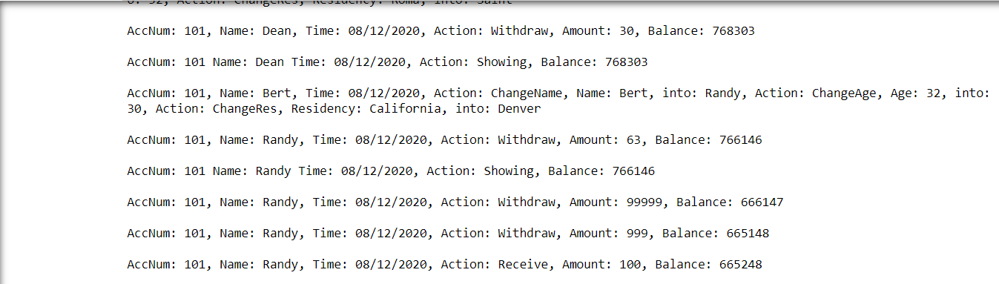 0: 32, Action: ChangeRes, Residency: Roma, into: Saint
AccNum: 101, Name: Dean, Time: 08/12/2020, Action: Withdraw, Amount: 30, Balance: 768303
AccNum: 101 Name: Dean Time: 08/12/2020, Action: Showing, Balance: 768303
AccNum: 101, Name: Bert, Time: 08/12/2020, Action: ChangeName, Name: Bert, into: Randy, Action: ChangeAge, Age: 32, into:
30, Action: ChangeRes, Residency: California, into: Denver
AccNum: 101, Name: Randy, Time: 08/12/2020, Action: Withdraw, Amount: 63, Balance: 766146
AccNum: 101 Name: Randy Time: 08/12/2020, Action: Showing, Balance: 766146
AccNum: 101, Name: Randy, Time: 08/12/2020, Action: Withdraw, Amount: 99999, Balance: 666147
AccNum: 101, Name: Randy, Time: 08/12/2020, Action: Withdraw, Amount: 999, Balance: 665148
AccNum: 101, Name: Randy, Time: 08/12/2020, Action: Receive, Amount: 100, Balance: 665248